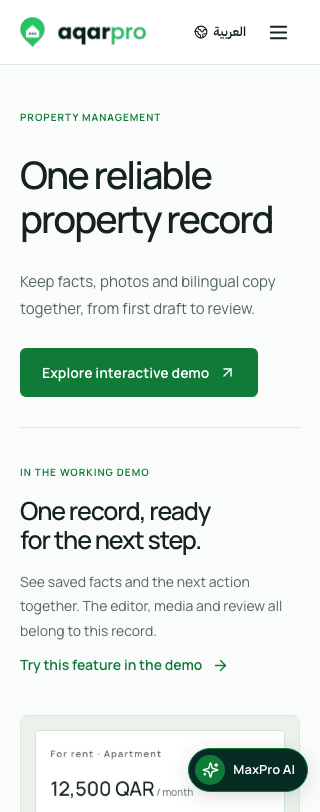 aqarpro
العربية
PROPERTY MANAGEMENT
One reliable
property record
Keep facts, photos and bilingual copy
together, from first draft to review.
Explore interactive demo
IN THE WORKING DEMO
One record, ready
for the next step.
See saved facts and the next action
together. The editor, media and review all
belong to this record.
Try this feature in the demo
For rent · Apartment
12,500 QAR / month
MaxPro AI